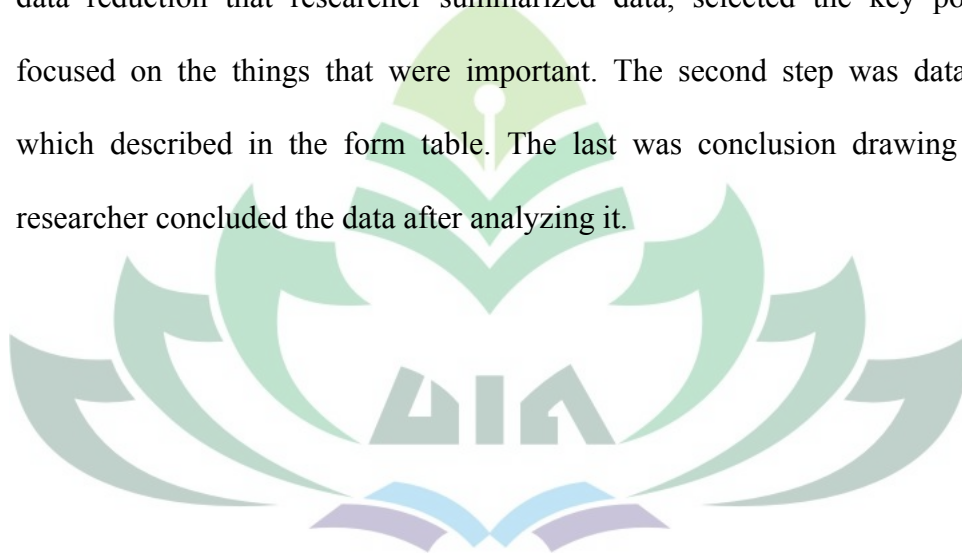 data reduction that researcher summarized data, selected the key
focused on the things that were important. The second step was data
which described in the form table. The last was conclusion drawing
researcher concluded the data after analyzing it.
UIN